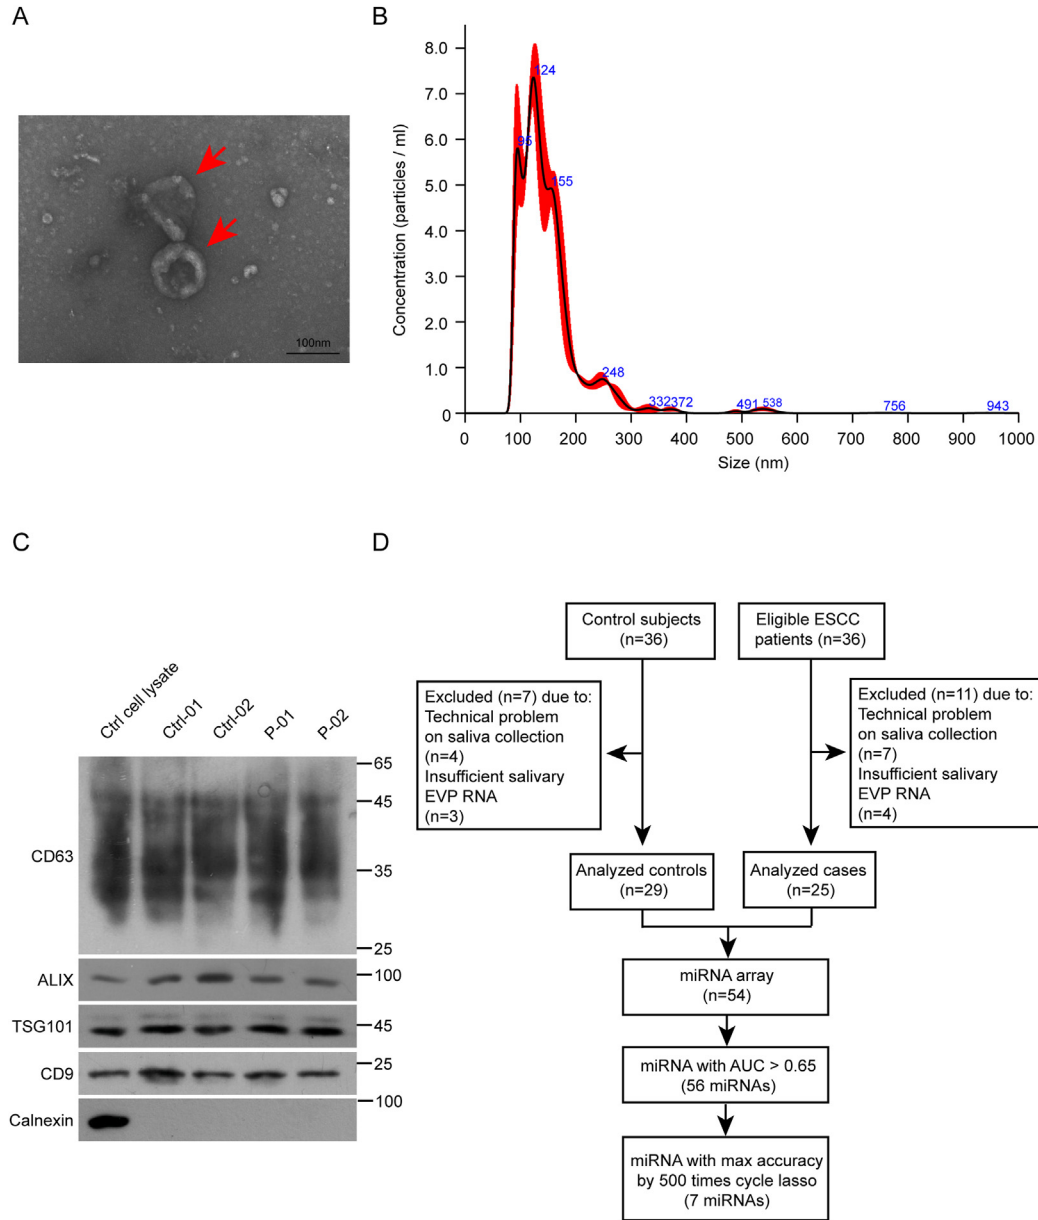 A
100nm
B
Concentration (particles / ml)
8.0
7.0
6.0
5.0
4.0
3.0
2.0
1.0
0
95
124
155
248
332
372
491
538
756
943
0
100
200
300
400
500
600
700
800
900
1000
Size (nm)
C
Ctrl cell lysate
Ctrl-01
Ctrl-02
P-01
P-02
CD63
65
45
35
25
ALIX
100
TSG101
45
CD9
25
Calnexin
100
D
Control subjects
(n=36)
Eligible ESCC
patients (n=36)
Excluded (n=7) due to:
Technical problem
on saliva collection
(n=4)
Insufficient salivary
EVP RNA
(n=3)
Excluded (n=11) due to:
Technical problem
on saliva collection
(n=7)
Insufficient salivary
EVP RNA
(n=4)
Analyzed controls
(n=29)
Analyzed cases
(n=25)
miRNA array
(n=54)
miRNA with AUC > 0.65
(56 miRNAs)
miRNA with max accuracy
by 500 times cycle lasso
(7 miRNAs)